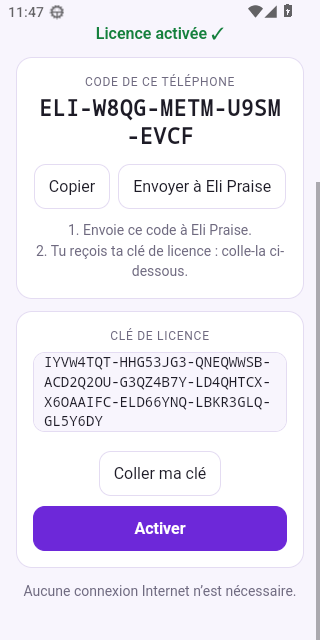 11:47
Licence activée ✓
CODE DE CE TÉLÉPHONE
ELI-W8QG-METM-U9SM
-EVCF
Copier
Envoyer à Eli Praise
1. Envoie ce code à Eli Praise.
2. Tu reçois ta clé de licence : colle-la ci-
dessous.
CLÉ DE LICENCE
IYVW4TQT-HHG53JG3-QNEQWWSB-
ACD2Q2OU-G3QZ4B7Y-LD4QHTCX-
X6OAAIFC-ELD66YNQ-LBKR3GLQ-
GL5Y6DY
Coller ma clé
Activer
Aucune connexion Internet n’est nécessaire.